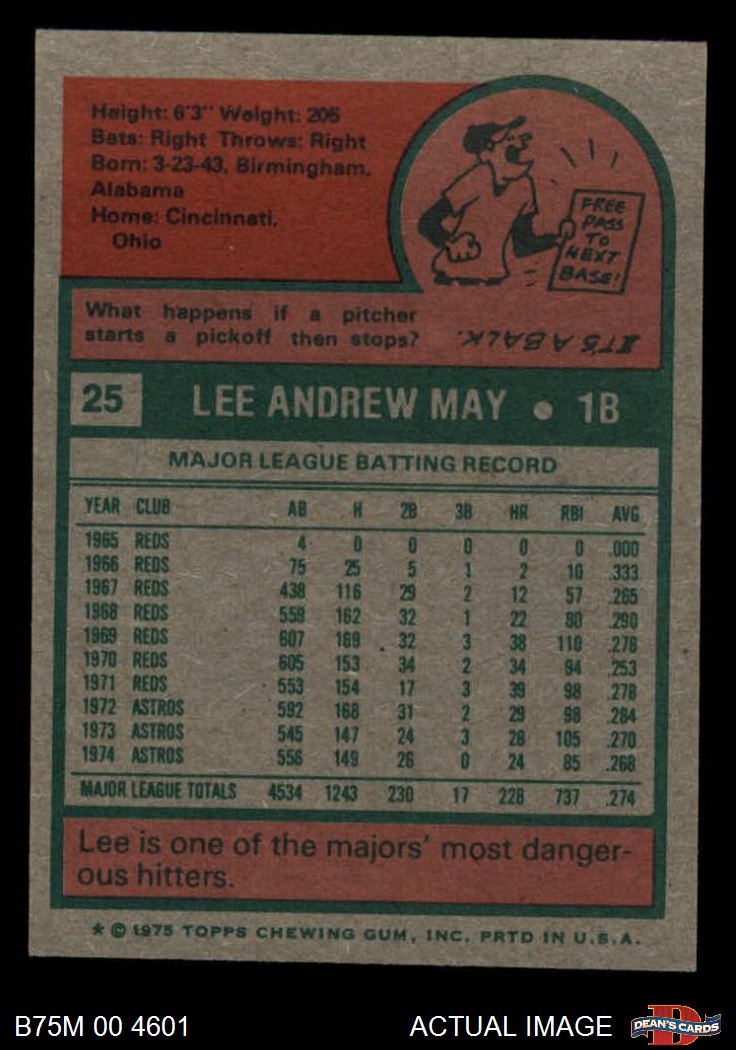 Height: 6'3" Weight: 205
Bats: Right Throws: Right
Born: 3-23-43, Birmingham,
Alabama
Home: Cincinnati,
Ohio
FREE
PASS
TO
NEXT
BASE!
What happens if a pitcher
starts a pickoff then stops?
IT'S A BALK.
25 LEE ANDREW MAY • 1B
MAJOR LEAGUE BATTING RECORD
YEAR CLUB AB H 2B 3B HR RBI AVG
1965 REDS 4 0 0 0 0 0 .000
1966 REDS 75 25 5 1 2 10 .333
1967 REDS 438 116 29 2 12 57 .265
1968 REDS 559 162 32 1 22 80 .290
1969 REDS 607 169 32 3 38 110 .278
1970 REDS 605 153 34 2 34 94 .253
1971 REDS 553 154 17 3 39 98 .278
1972 ASTROS 592 168 31 2 29 98 .284
1973 ASTROS 545 147 24 3 28 105 .270
1974 ASTROS 556 149 26 0 24 85 .268
MAJOR LEAGUE TOTALS 4534 1243 230 17 228 737 .274
Lee is one of the majors' most danger-
ous hitters.
* © 1975 TOPPS CHEWING GUM, INC. PRTD IN U.S.A.
B75M 00 4601 ACTUAL IMAGE
DEAN'S CARDS